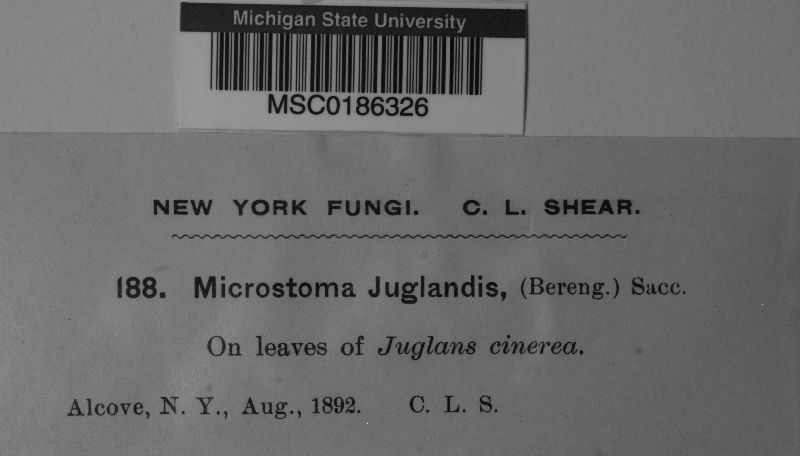 Michigan State University
MSC0186326
NEW YORK FUNGI. C. L. SHEAR.
188. Microstoma Juglandis, (Bereng.) Sacc.
On leaves of Juglans cinerea.
Alcove, N. Y., Aug., 1892. C. L. S.